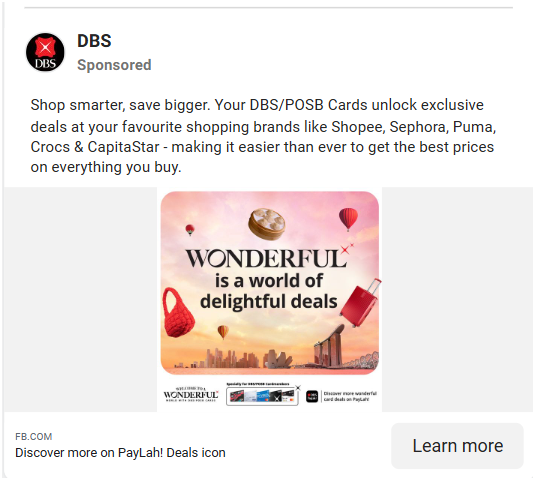 DBS
Sponsored
DBS
Shop smarter, save bigger. Your DBS/POSB Cards unlock exclusive
deals at your favourite shopping brands like Shopee, Sephora, Puma,
Crocs & CapitaStar - making it easier than ever to get the best prices
on everything you buy.
WONDERFUL
is a world of
delightful deals
WELCOME TO A
WONDERFUL
Specially for DBS/POSB Cardmembers
Discover more wonderful
card deals on PayLah!
FB.COM
Discover more on PayLah! Deals icon
Learn more